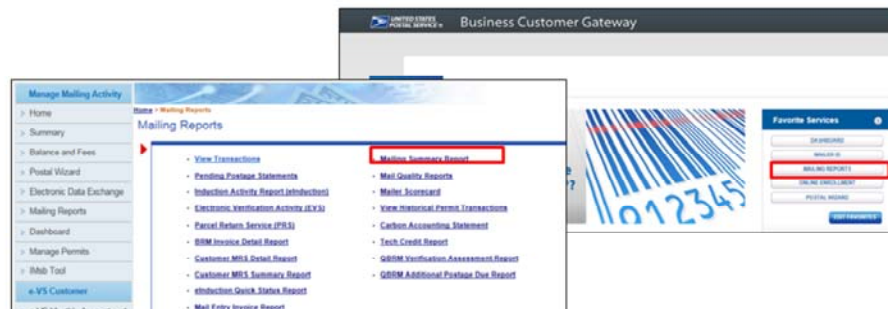 UNITED STATES
POSTAL SERVICE
Business Customer Gateway
Favorite Services
DASHBOARD
MAILER ID
MAILING REPORTS
ONLINE ENROLLMENT
POSTAL WIZARD
EDIT FAVORITES
012345
?
Manage Mailing Activity
Home
Summary
Balance and Fees
Postal Wizard
Electronic Data Exchange
Mailing Reports
Dashboard
Manage Permits
IMsb Tool
e-VS Customer
Home > Mailing Reports
Mailing Reports
View Transactions
Pending Postage Statements
Induction Activity Report (eInduction)
Electronic Verification Activity (EVS)
Parcel Return Service (PRS)
BRM Invoice Detail Report
Customer MRS Detail Report
Customer MRS Summary Report
eInduction Quick Status Report
Mail Entry Invoice Report
Mailing Summary Report
Mail Quality Reports
Mailer Scorecard
View Historical Permit Transactions
Carbon Accounting Statement
Tech Credit Report
QBRM Verification Assessment Report
QBRM Additional Postage Due Report